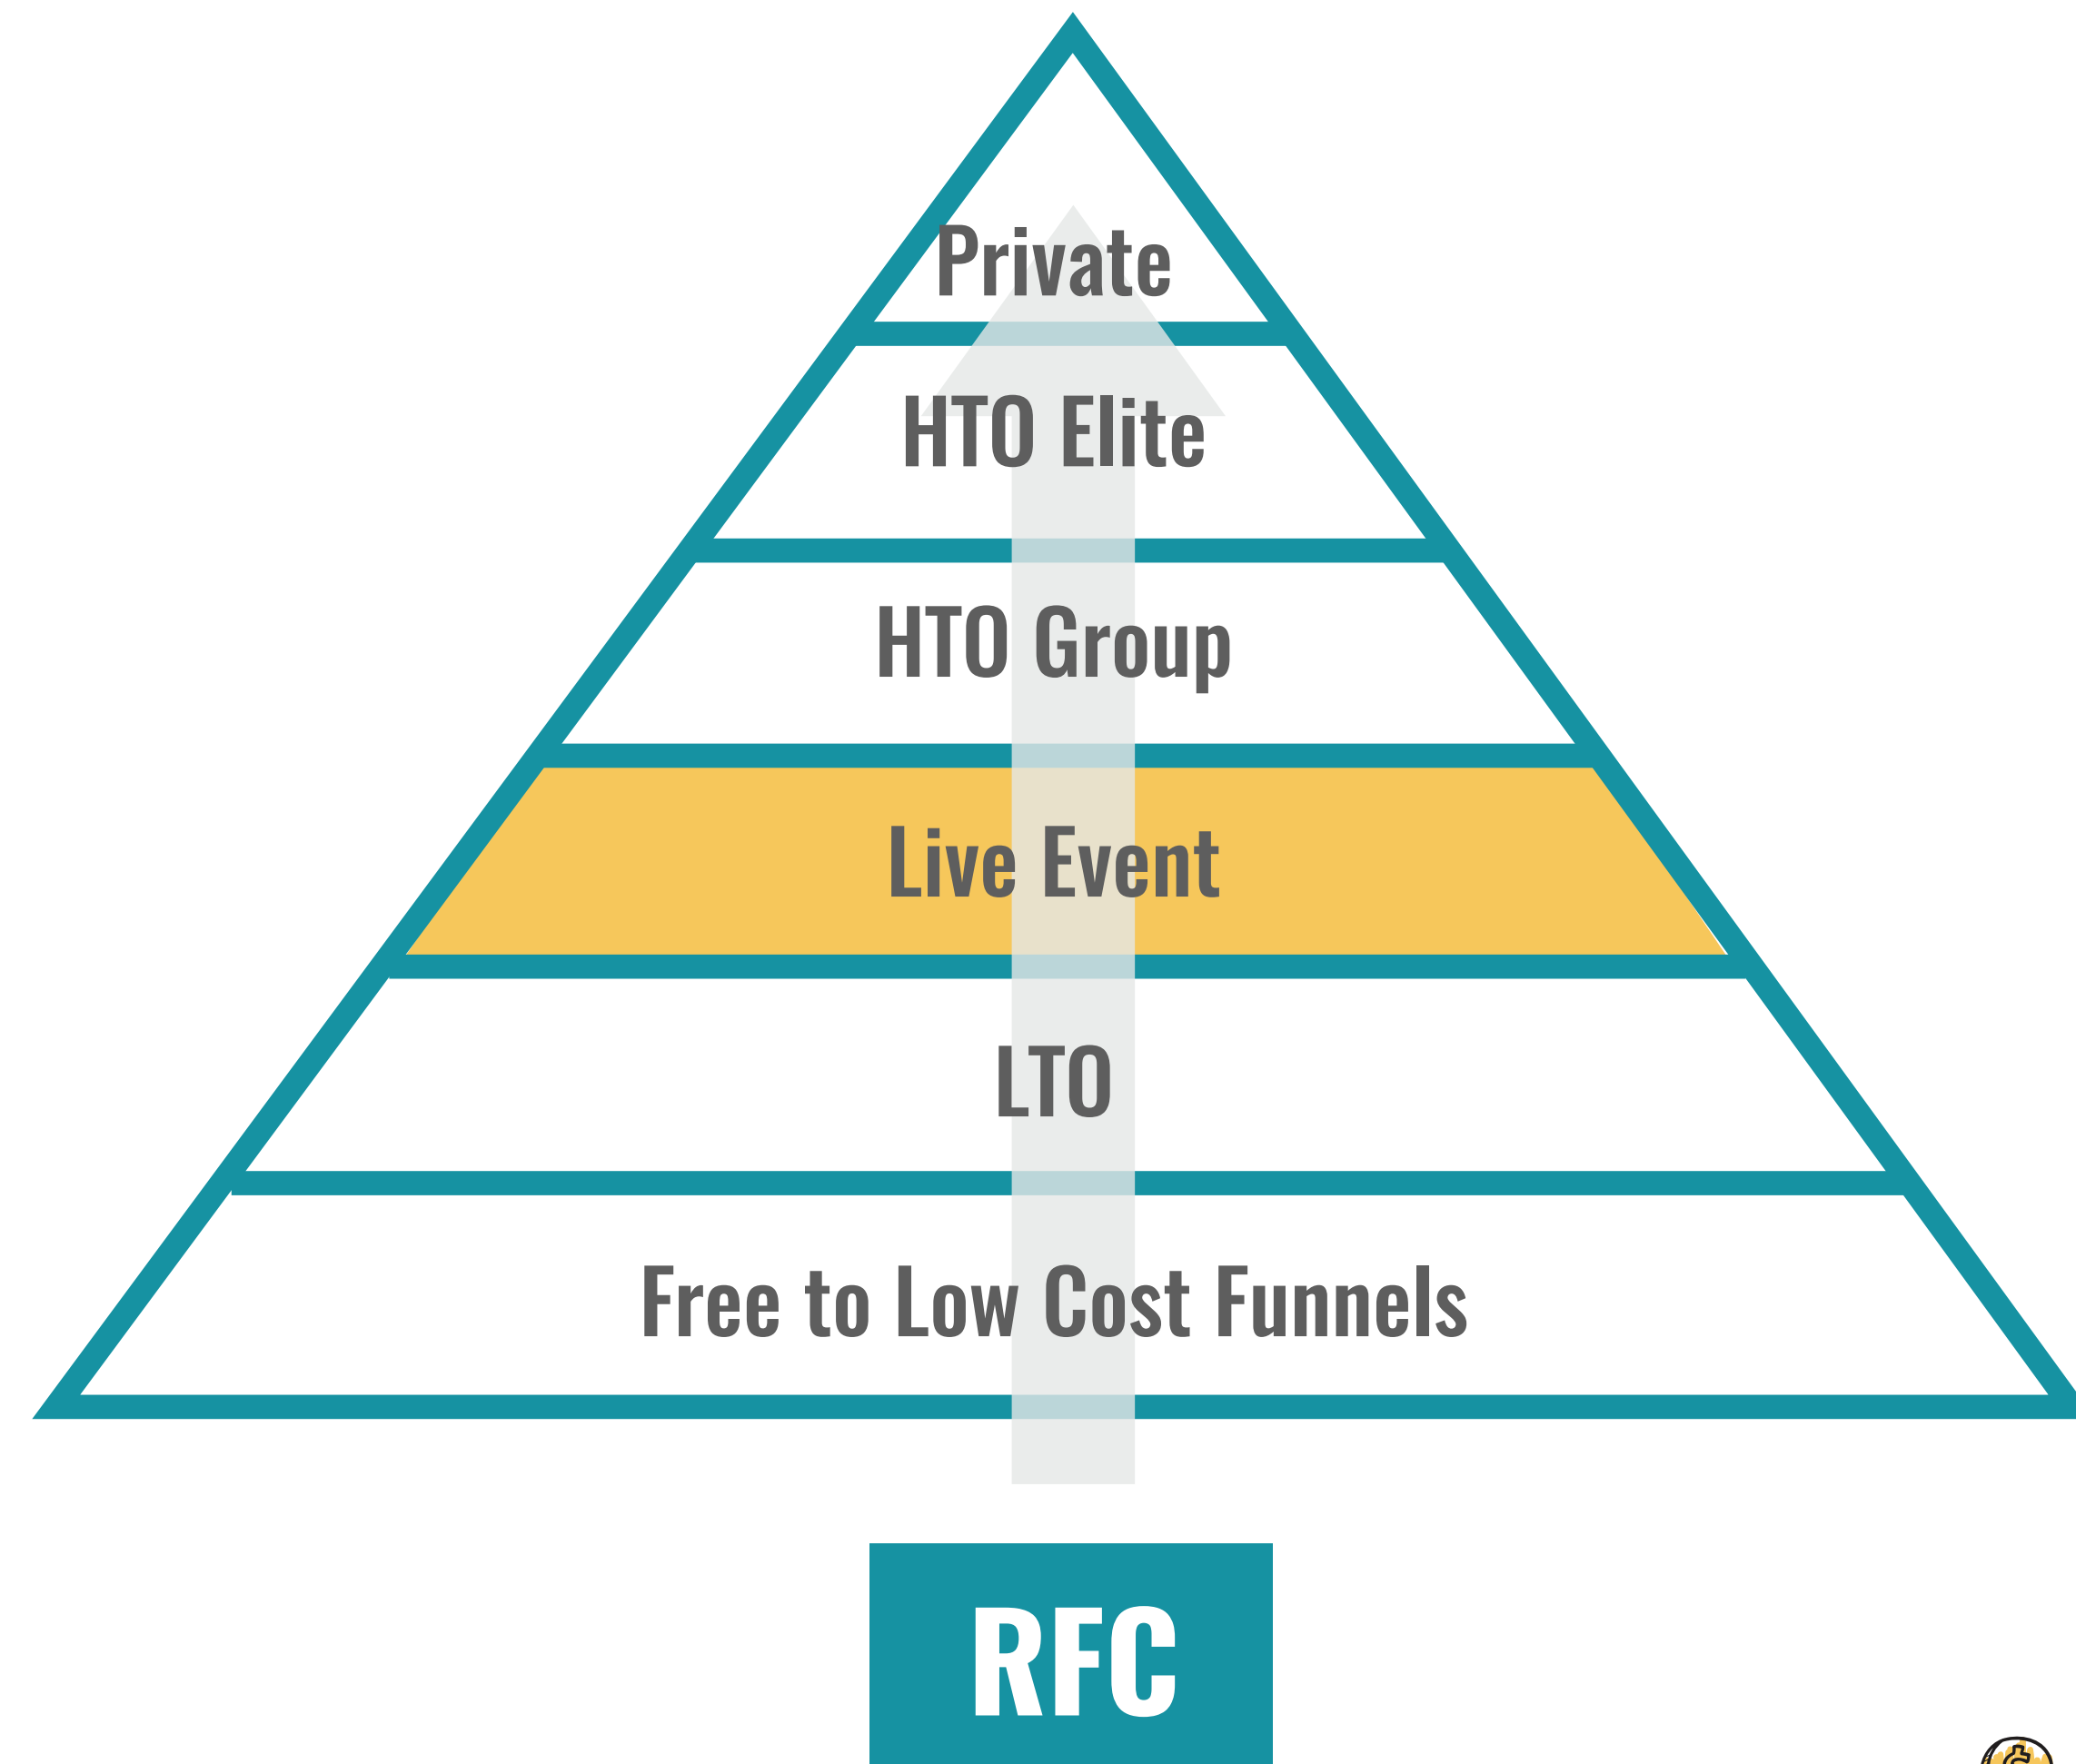 Private
HTO Elite
HTO Group
Live Event
LTO
Free to Low Cost Funnels
RFC